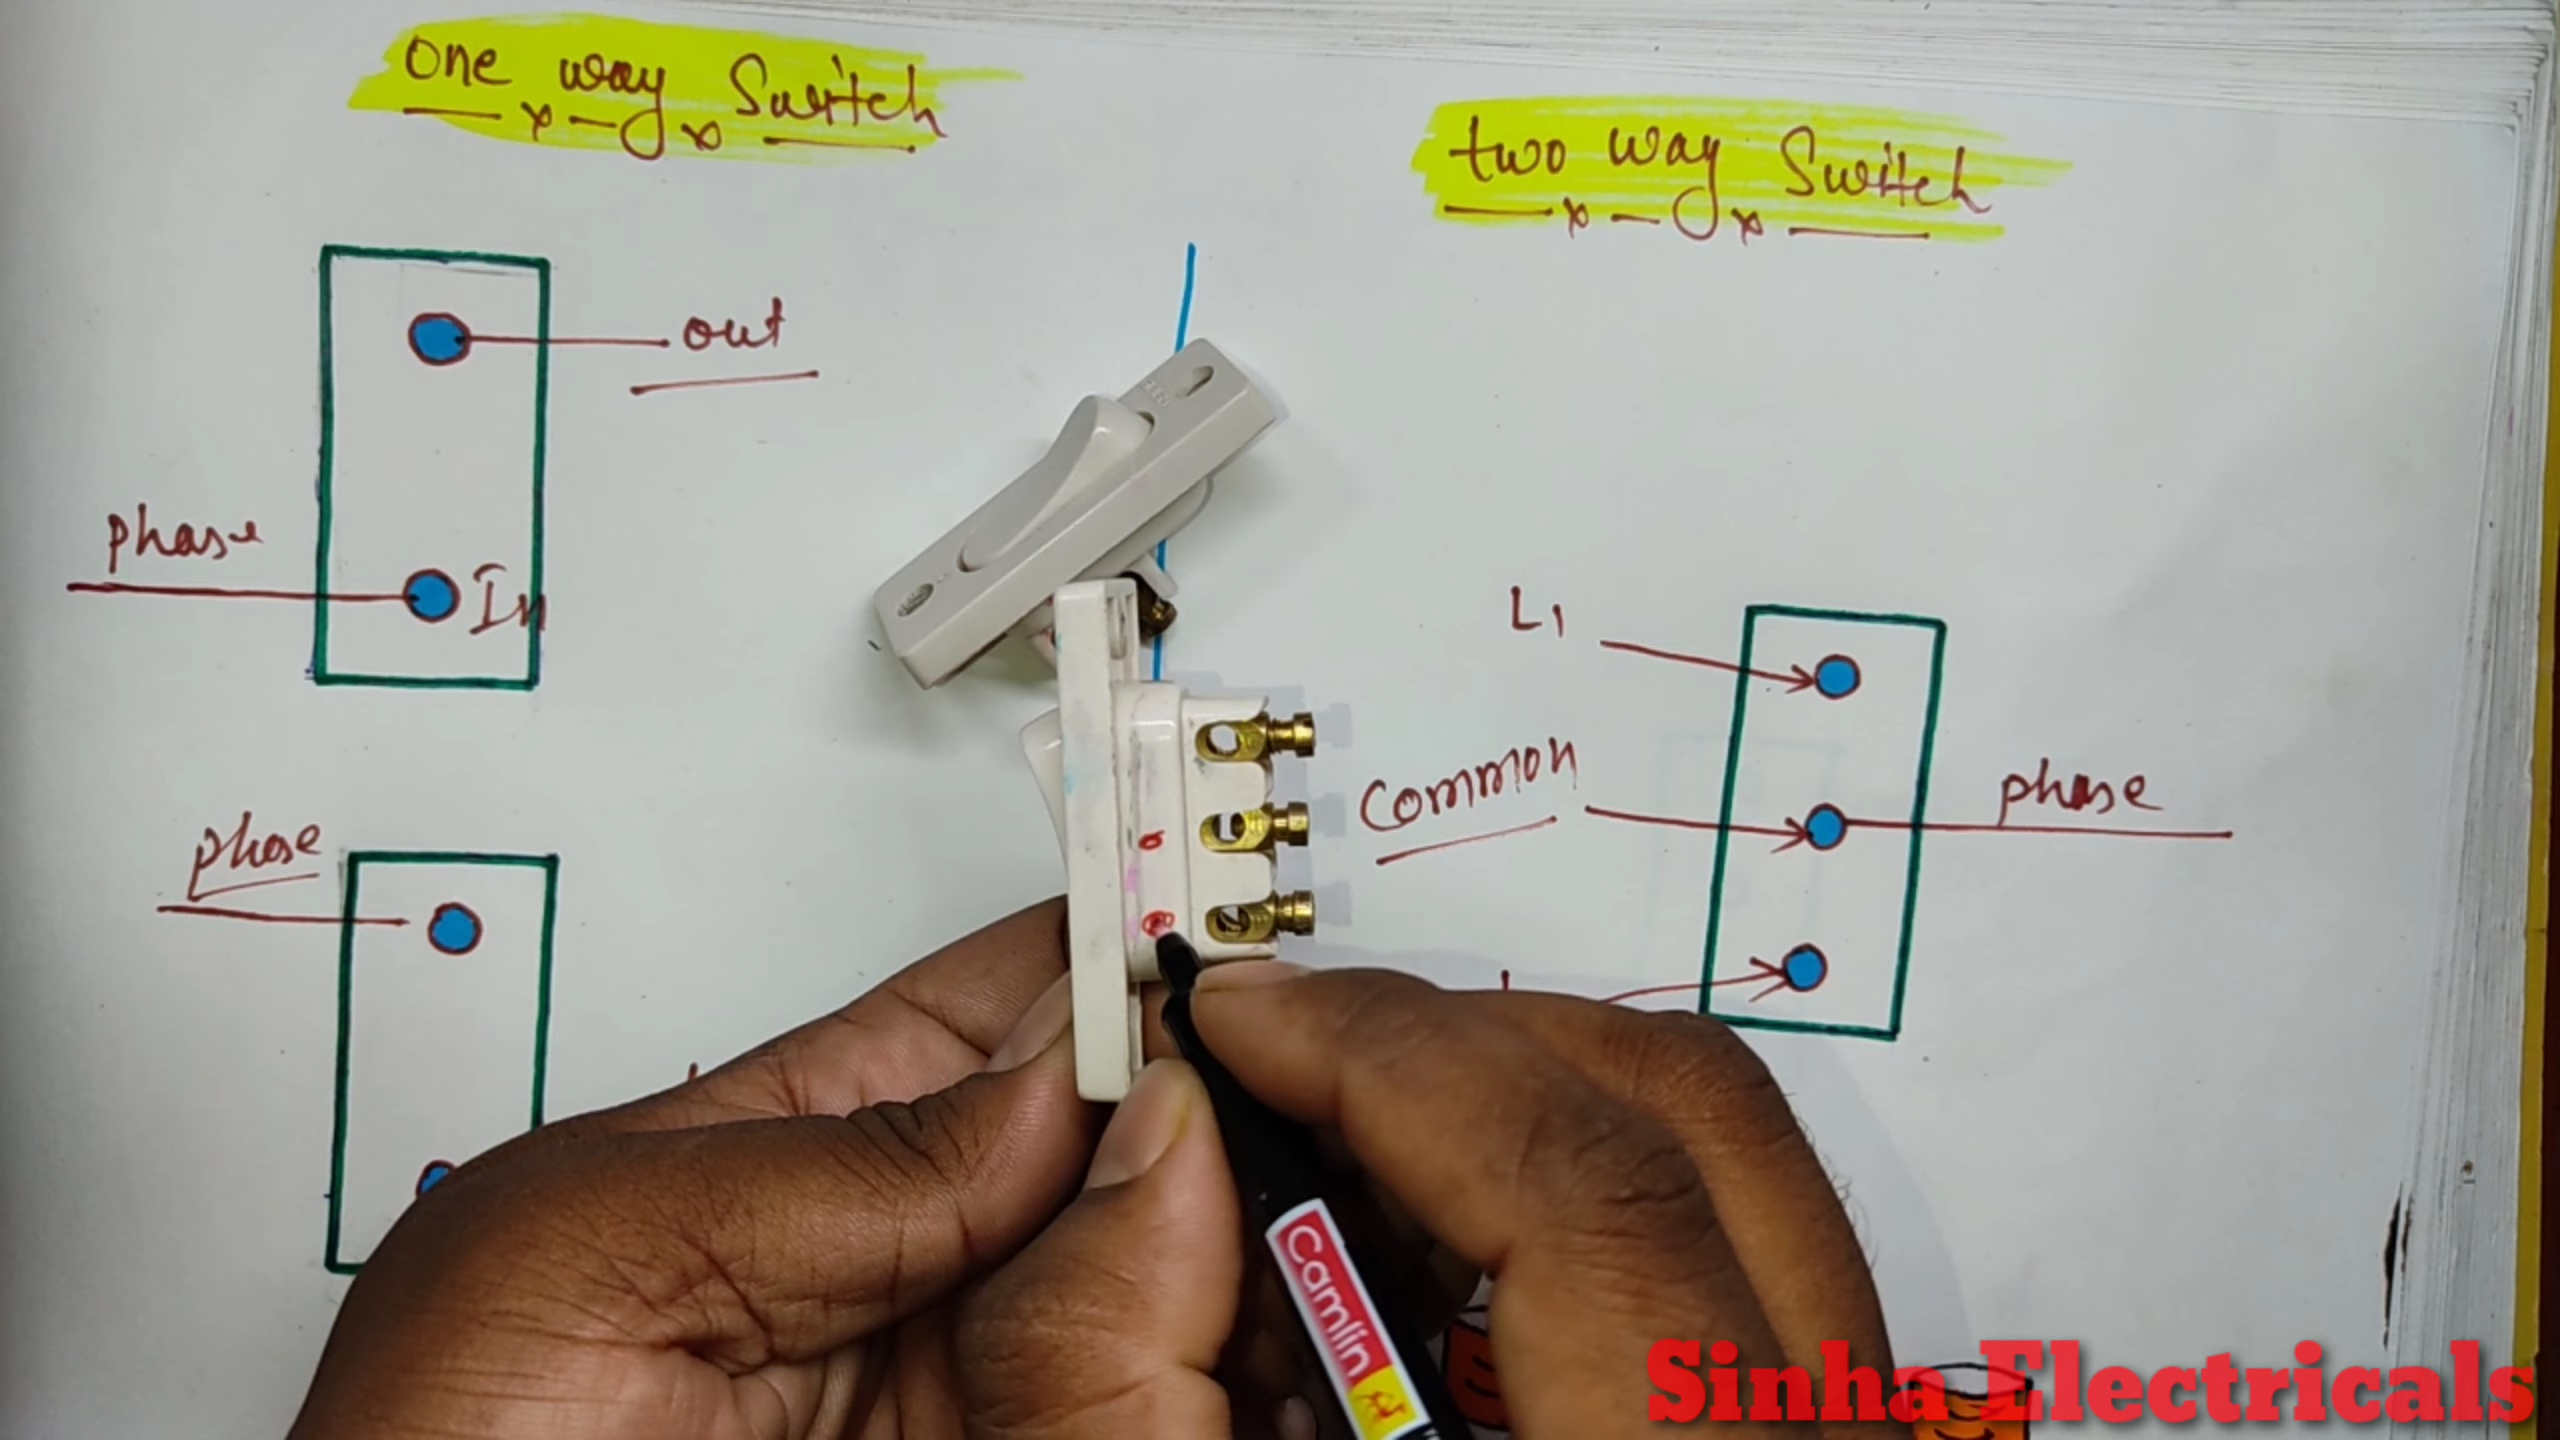 one way Switch
two way Switch
out
phase
In
L1
Common
phase
phase
Camlin
Sinha Electricals